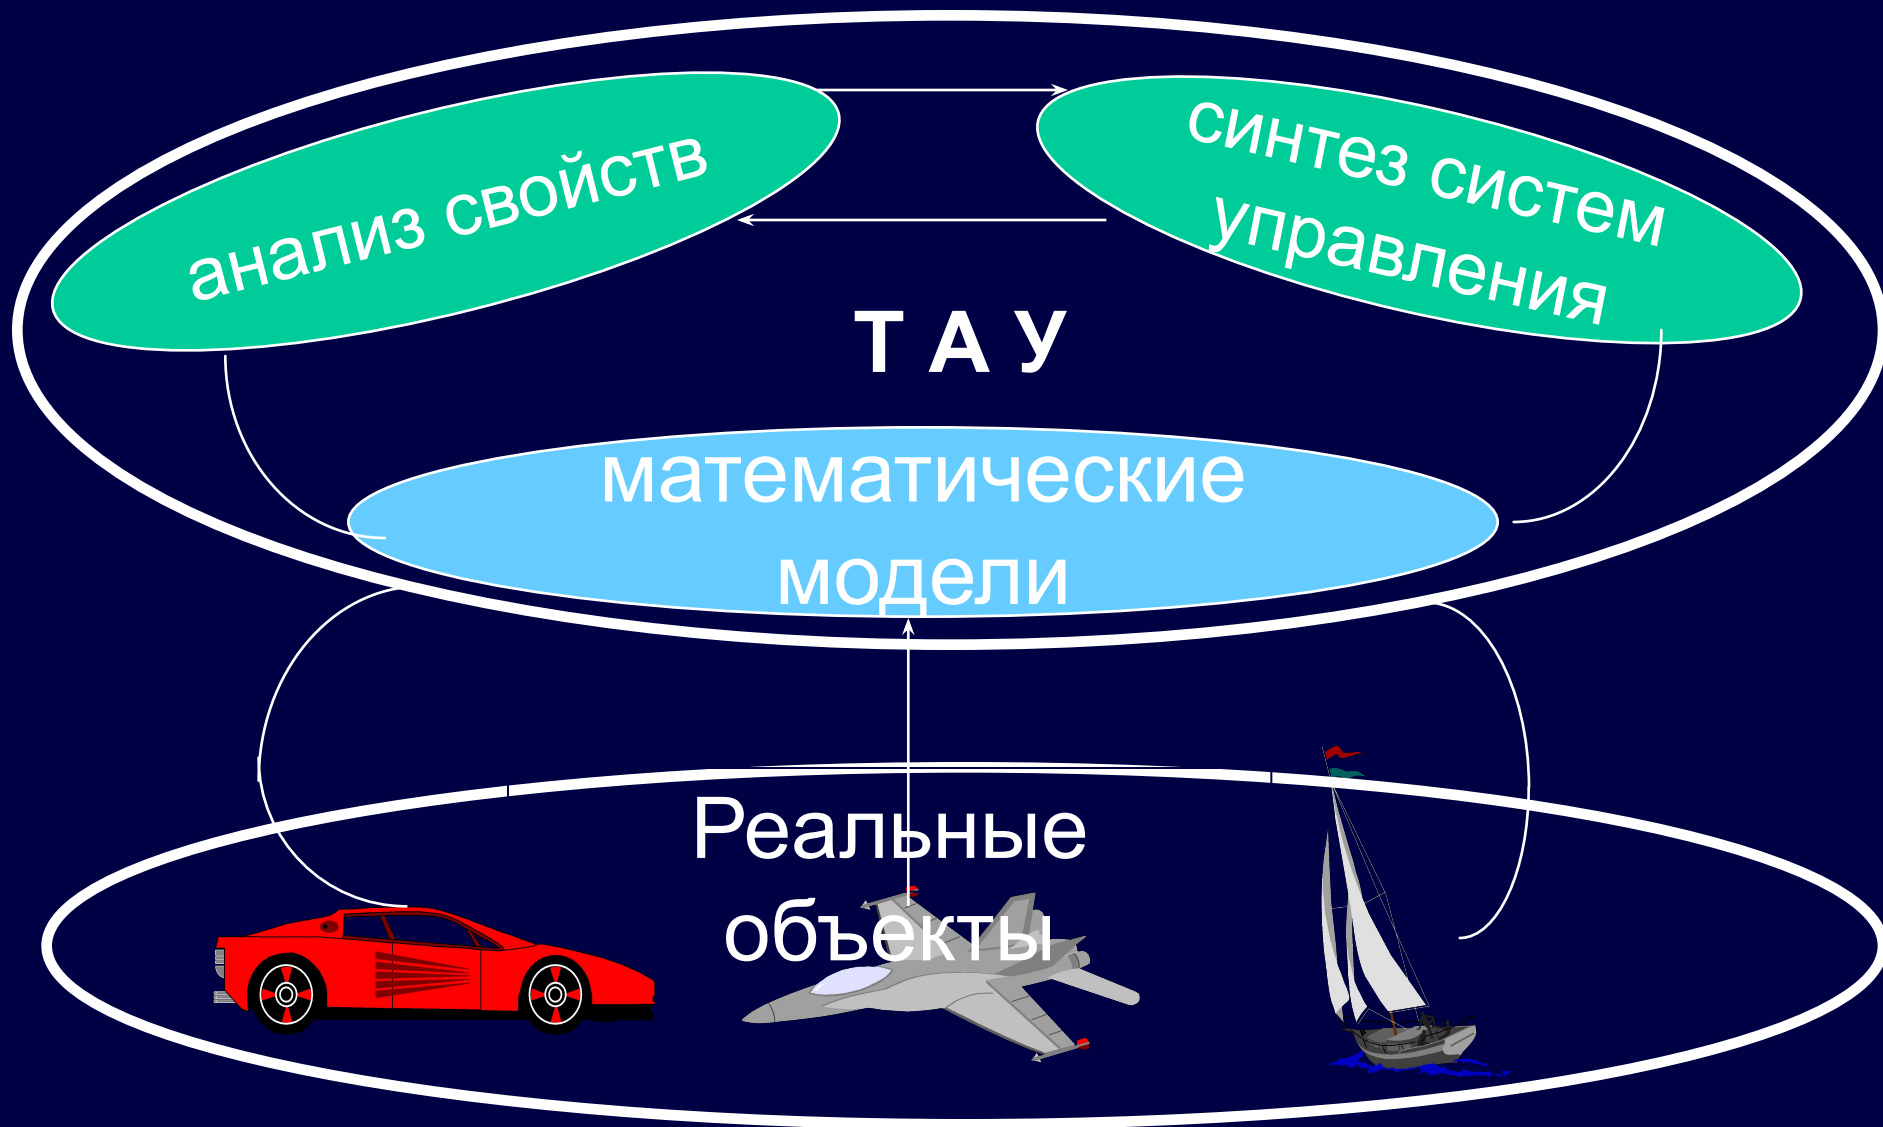 анализ свойств
синтез систем
управления
Т А У
математические
модели
Реальные
объекты